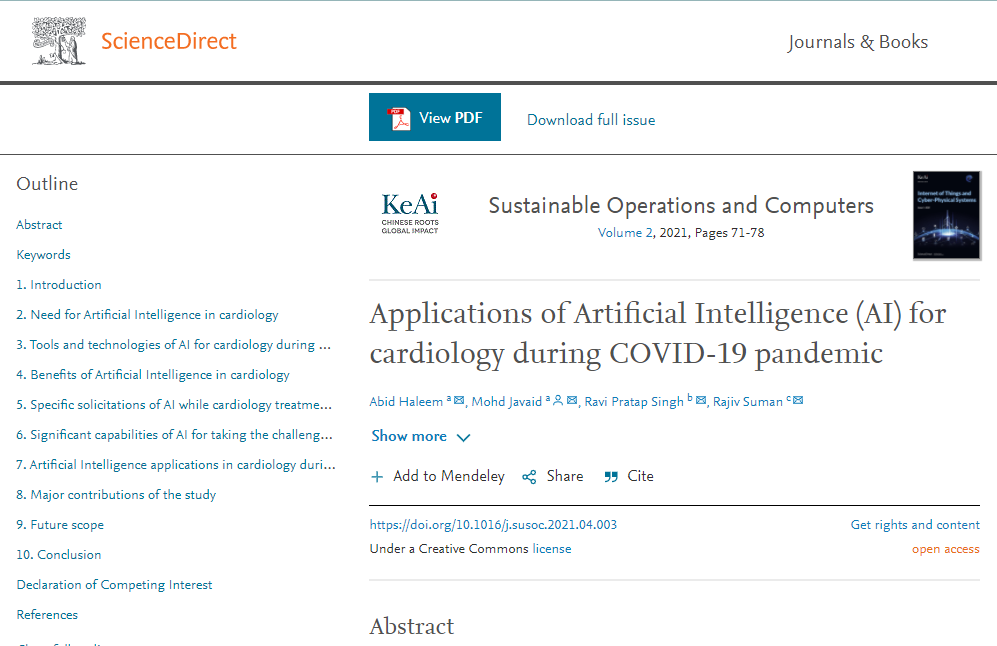 ScienceDirect
Journals & Books
View PDF
Download full issue
Outline
Abstract
Keywords
1. Introduction
2. Need for Artificial Intelligence in cardiology
3. Tools and technologies of AI for cardiology during ...
4. Benefits of Artificial Intelligence in cardiology
5. Specific solicitations of AI while cardiology treatme...
6. Significant capabilities of AI for taking the challeng...
7. Artificial Intelligence applications in cardiology duri...
8. Major contributions of the study
9. Future scope
10. Conclusion
Declaration of Competing Interest
References
KeAi
CHINESE ROOTS
GLOBAL IMPACT
Sustainable Operations and Computers
Volume 2, 2021, Pages 71-78
KeAi
Internet of Things and
Cyber-Physical Systems
Applications of Artificial Intelligence (AI) for
cardiology during COVID-19 pandemic
Abid Haleem a, Mohd Javaid a, Ravi Pratap Singh b, Rajiv Suman c
Show more
Add to Mendeley
Share
Cite
https://doi.org/10.1016/j.susoc.2021.04.003
Get rights and content
Under a Creative Commons license
open access
Abstract